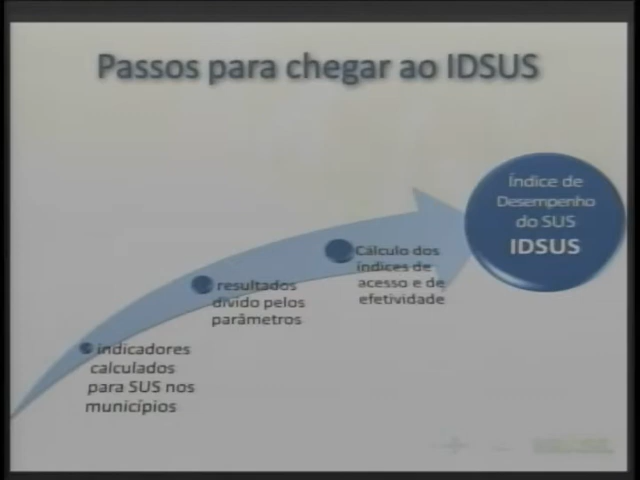 Passos para chegar ao IDSUS
Índice de
Desempenho
do SUS
IDSUS
Cálculo dos
índices de
acesso e de
efetividade
resultados
divido pelos
parâmetros
indicadores
calculados
para SUS nos
municípios